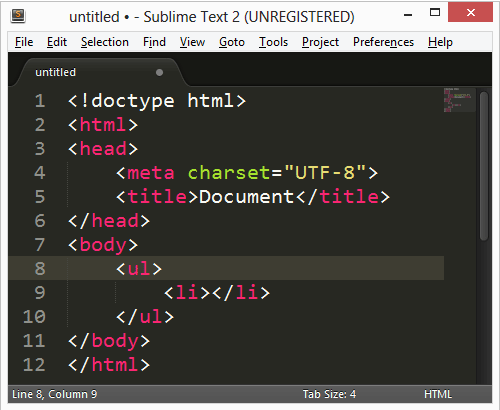 untitled • - Sublime Text 2 (UNREGISTERED)
File Edit Selection Find View Goto Tools Project Preferences Help
untitled
1 <!doctype html>
2 <html>
3 <head>
4 <meta charset="UTF-8">
5 <title>Document</title>
6 </head>
7 <body>
8 <ul>
9 <li></li>
10 </ul>
11 </body>
12 </html>
Line 8, Column 9 Tab Size: 4 HTML